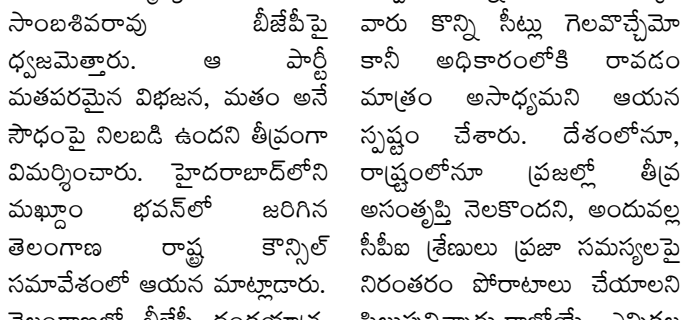 సాంబశివరావు బీజేపీపై
ధ్వజమెత్తారు. ఆ పార్టీ
మతపరమైన విభజన, మతం అనే
సౌధంపై నిలబడి ఉందని తీవ్రంగా
విమర్శించారు. హైదరాబాద్‌లోని
మఖ్దూం భవన్‌లో జరిగిన
తెలంగాణ రాష్ట్ర కౌన్సిల్
సమావేశంలో ఆయన మాట్లాడారు.
వారు కొన్ని సీట్లు గెలవొచ్చేమో
కానీ అధికారంలోకి రావడం
మాత్రం అసాధ్యమని ఆయన
స్పష్టం చేశారు. దేశంలోనూ,
రాష్ట్రంలోనూ ప్రజల్లో తీవ్ర
అసంతృప్తి నెలకొందని, అందువల్ల
సీపీఐ శ్రేణులు ప్రజా సమస్యలపై
నిరంతరం పోరాటాలు చేయాలని